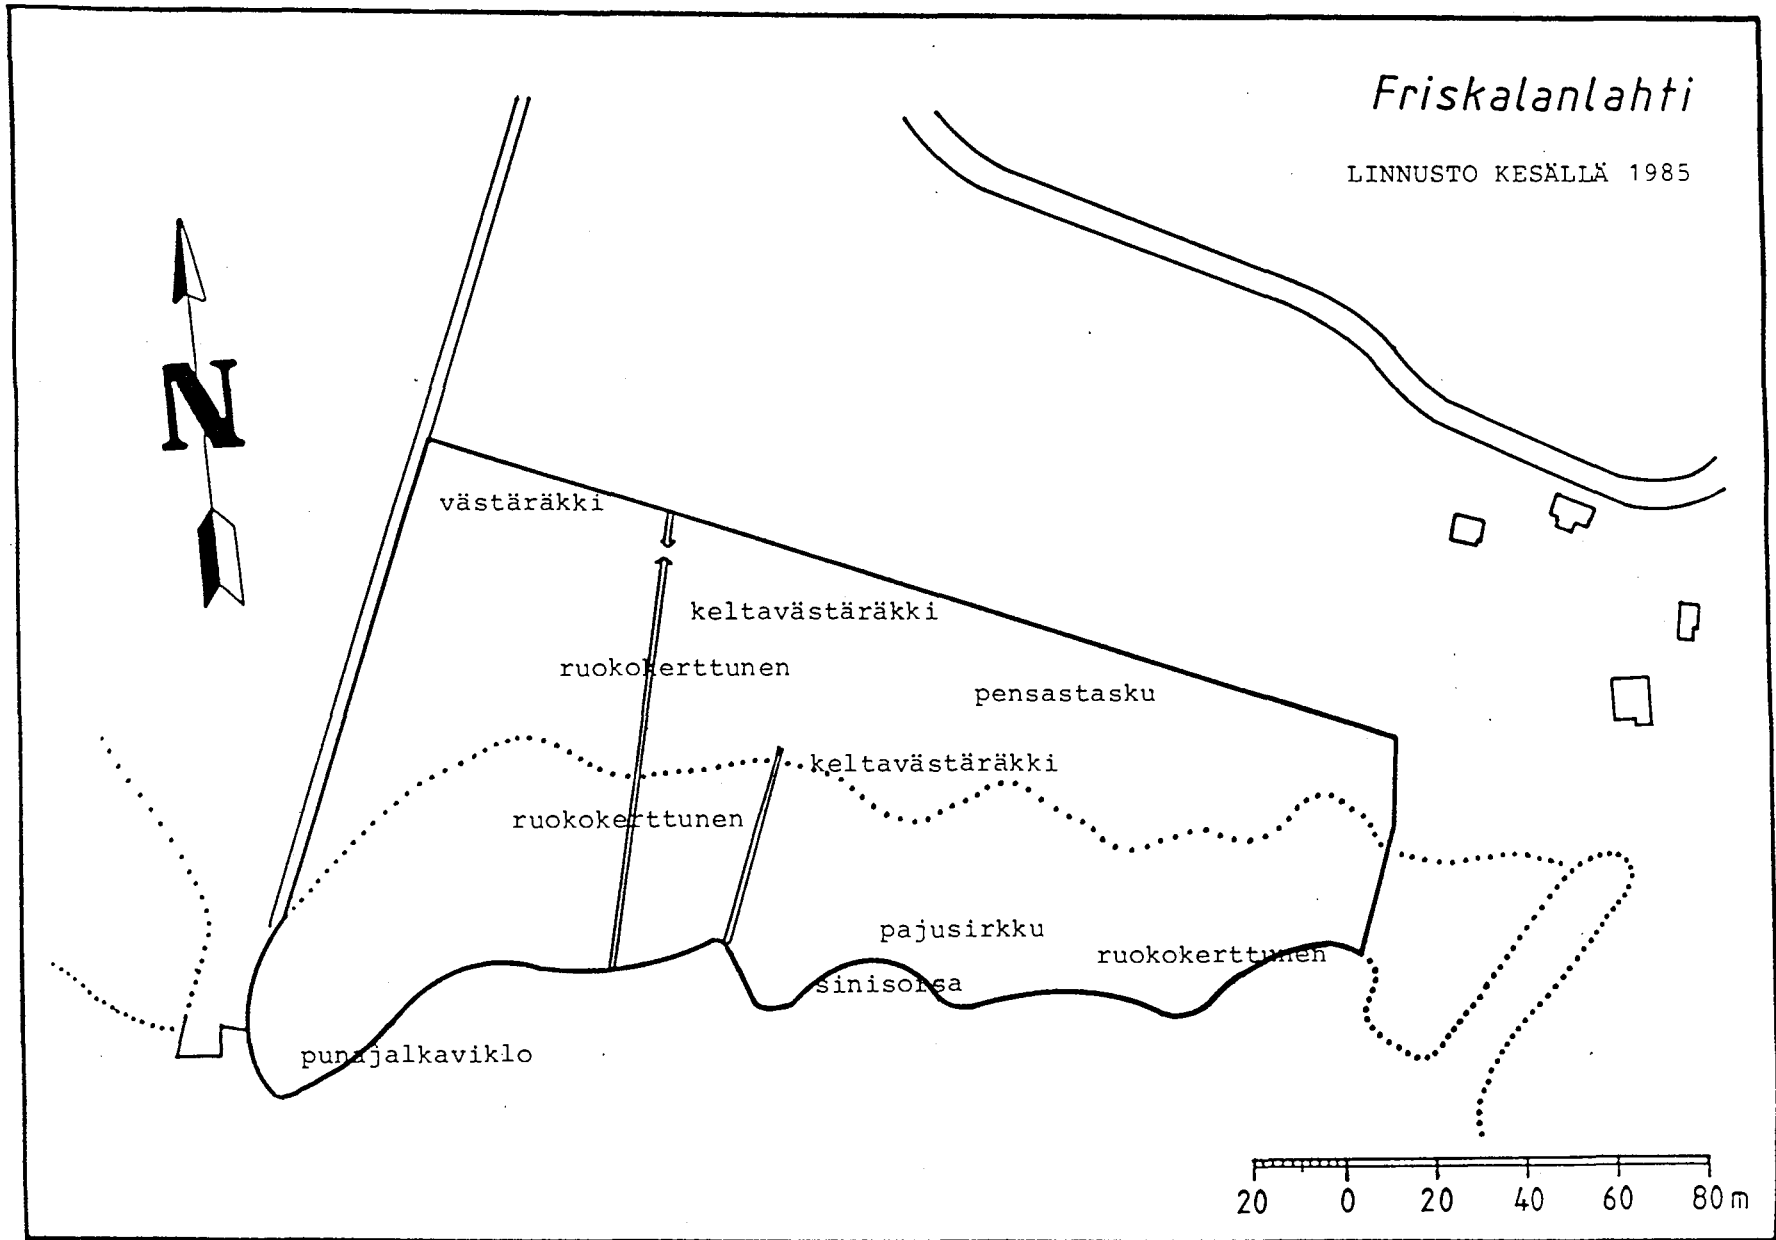 Friskalanlahti
LINNUSTO KESÄLLÄ 1985
N
västäräkki
keltavästäräkki
ruokokerttunen
pensastasku
keltavästäräkki
ruokokerttunen
pajusirkku
ruokokerttunen
sinisorsa
punajalkaviklo
20 0 20 40 60 80 m